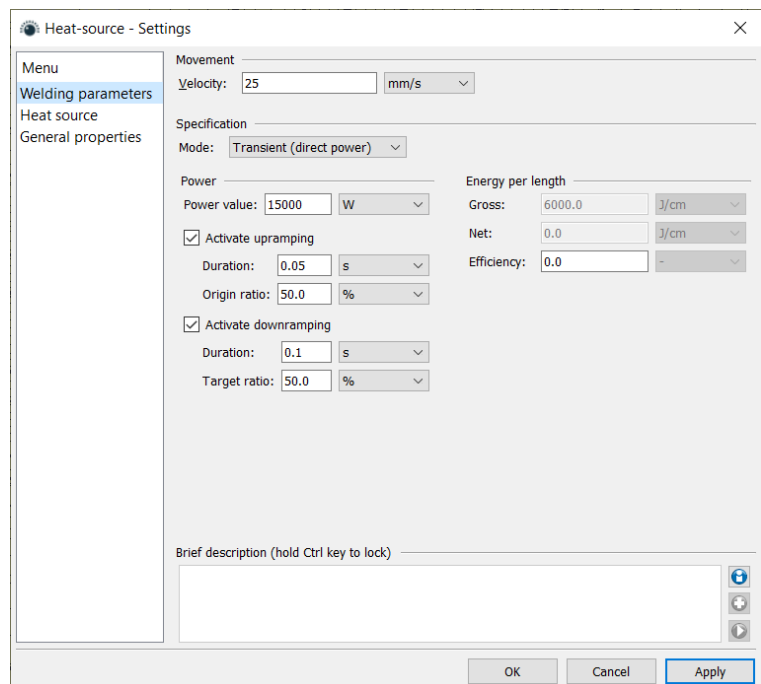 Heat-source - Settings
Menu
Welding parameters
Heat source
General properties
Movement
Velocity: 25 mm/s
Specification
Mode: Transient (direct power)
Power
Power value: 15000 W
Activate upramping
Duration: 0.05 s
Origin ratio: 50.0 %
Activate downramping
Duration: 0.1 s
Target ratio: 50.0 %
Energy per length
Gross: 6000.0 J/cm
Net: 0.0 J/cm
Efficiency: 0.0 -
Brief description (hold Ctrl key to lock)
OK Cancel Apply